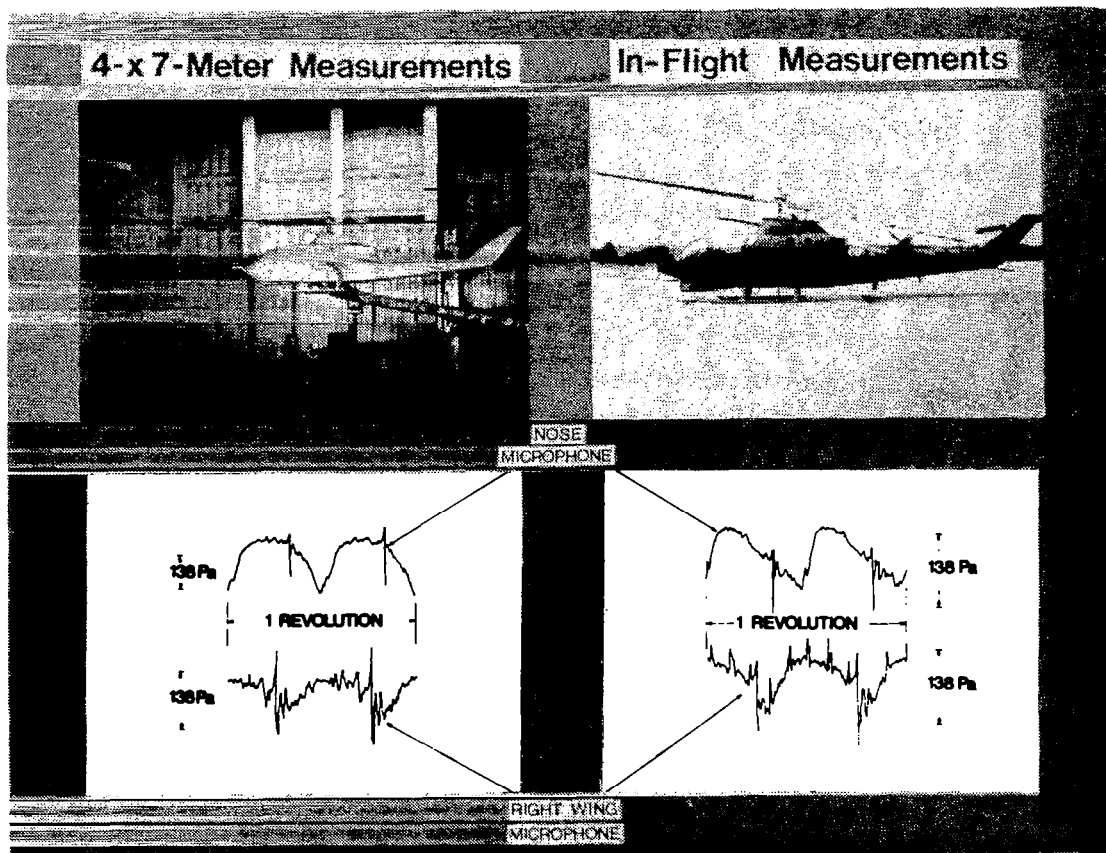 4-x 7-Meter Measurements
In-Flight Measurements
NOSE
MICROPHONE
138 Pa
1 REVOLUTION
138 Pa
138 Pa
1 REVOLUTION
138 Pa
RIGHT WING
MICROPHONE